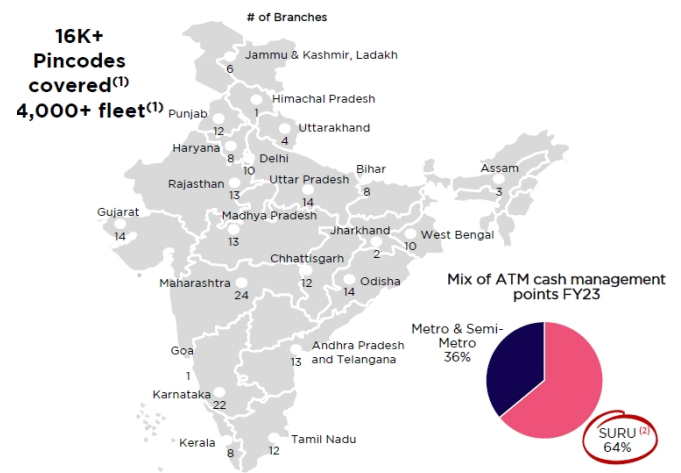 # of Branches
16K+
Pincodes
covered(1)
4,000+ fleet(1)
Jammu & Kashmir, Ladakh
6
Himachal Pradesh
1
Punjab
12
Uttarakhand
4
Haryana
8
Delhi
10
Rajasthan
13
Uttar Pradesh
14
Bihar
8
Assam
3
Gujarat
14
Madhya Pradesh
13
Jharkhand
2
West Bengal
10
Chhattisgarh
12
Odisha
14
Maharashtra
24
Mix of ATM cash management
points FY23
Metro & Semi-
Metro
36%
SURU (2)
64%
Goa
1
Andhra Pradesh
and Telangana
13
Karnataka
22
Kerala
8
Tamil Nadu
12